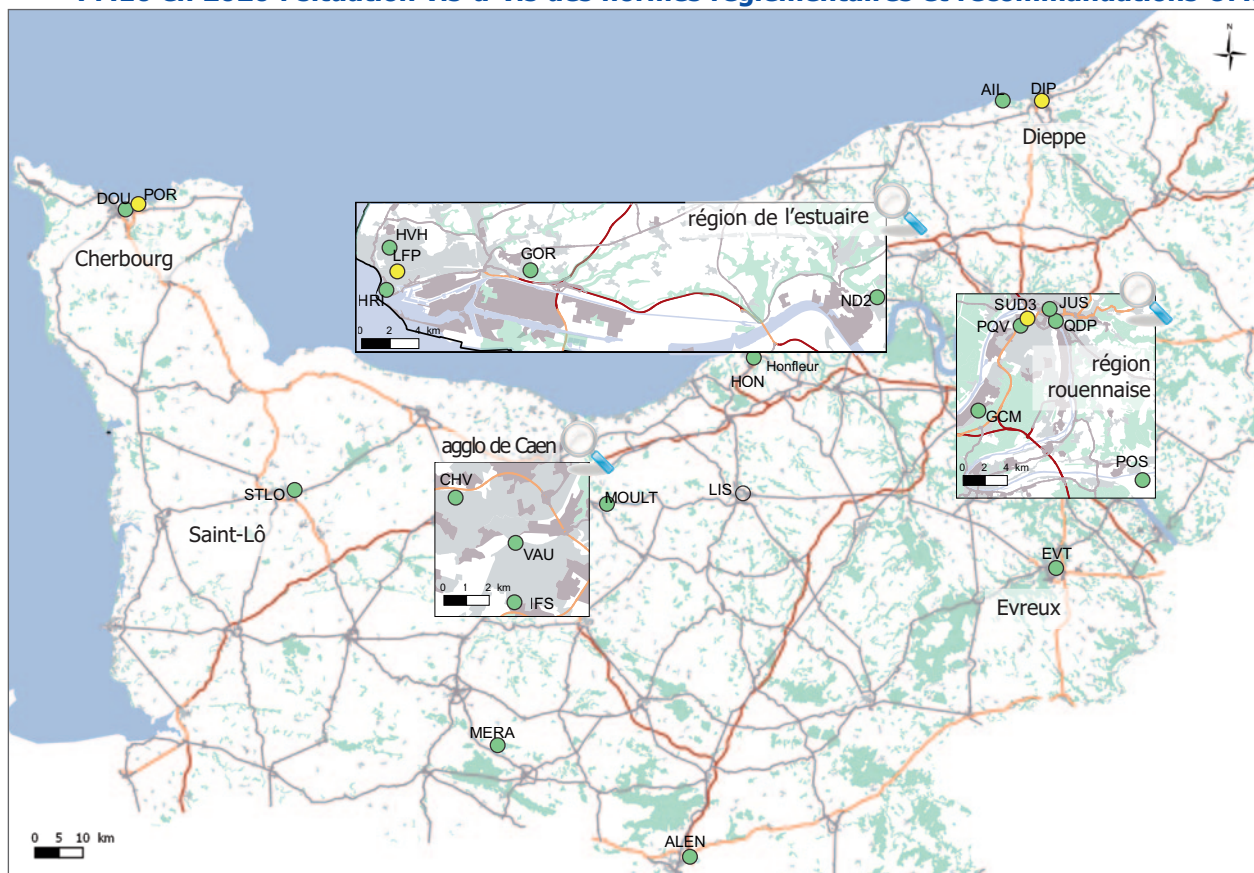 N
AIL DIP
Dieppe
DOU POR
Cherbourg
région de l'estuaire
HVH
LFP
GOR
HRI
ND2
0 2 4 km
SUD3 JUS
PQV QDP
région
rouennaise
GCM
POS
0 2 4 km
Honfleur
HON
agglo de Caen
CHV
VAU
IFS
0 1 2 km
STLO
Saint-Lô
MOULT
LIS
EVT
Evreux
MERA
ALEN
0 5 10 km